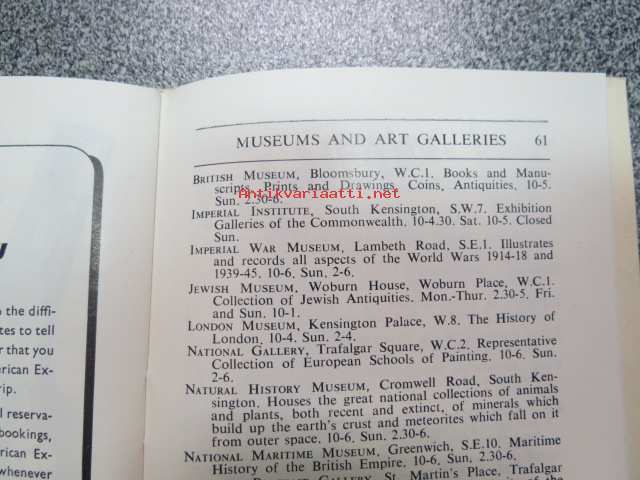 MUSEUMS AND ART GALLERIES 61
BRITISH MUSEUM, Bloomsbury, W.C.1. Books and Manu-
scripts, Prints and Drawings, Coins, Antiquities, 10-5.
Sun. 2.30-6.
Antikvariaatti.net
IMPERIAL INSTITUTE, South Kensington, S.W.7. Exhibition
Galleries of the Commonwealth. 10-4.30. Sat. 10-5. Closed
Sun.
IMPERIAL WAR MUSEUM, Lambeth Road, S.E.1. Illustrates
and records all aspects of the World Wars 1914-18 and
1939-45. 10-6, Sun. 2-6.
JEWISH MUSEUM, Woburn House, Woburn Place, W.C.1.
Collection of Jewish Antiquities. Mon.-Thur. 2.30-5. Fri.
and Sun. 10-1.
LONDON MUSEUM, Kensington Palace, W.8. The History of
London, 10-4. Sun. 2-4.
NATIONAL GALLERY, Trafalgar Square, W.C.2. Representative
Collection of European Schools of Painting. 10-6. Sun.
2-6.
NATURAL HISTORY MUSEUM, Cromwell Road, South Ken-
sington. Houses the great national collections of animals
and plants, both recent and extinct, of minerals which
build up the earth's crust and meteorites which fall on it
from outer space. 10-6. Sun. 2.30-6.
NATIONAL MARITIME MUSEUM, Greenwich, S.E.10. Maritime
History of the British Empire. 10-6, Sun. 2.30-6.
GALLERY, St. Martin's Place, Trafalgar
the diffi-
tes to tell
r that you
erican Ex-
rip.
l reserva-
bookings,
erican Ex-
whenever